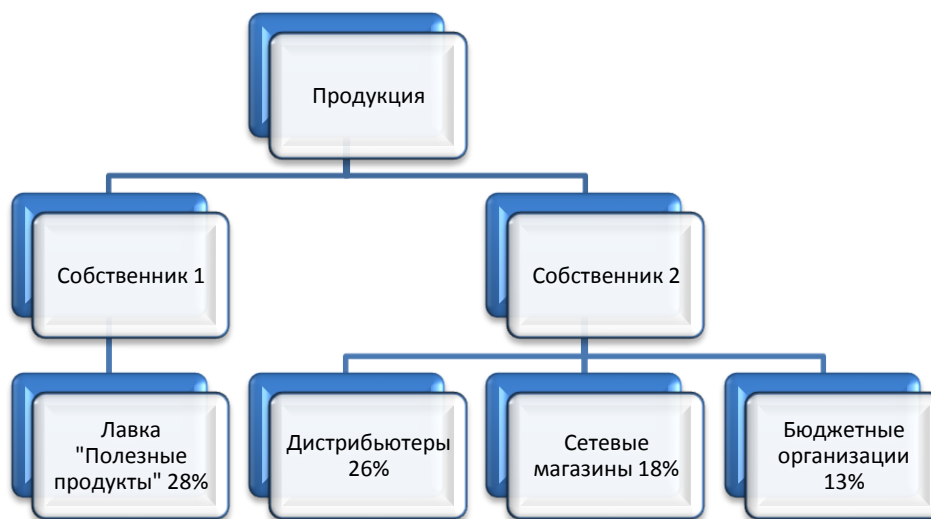 Продукция
Собственник 1
Собственник 2
Лавка
"Полезные
продукты" 28%
Дистрибьютеры
26%
Сетевые
магазины 18%
Бюджетные
организации
13%